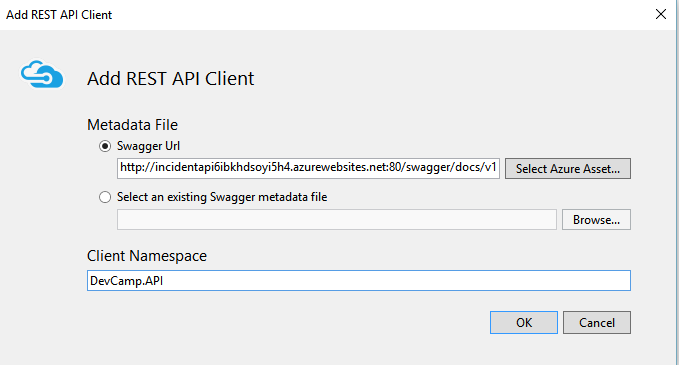 Add REST API Client
Add REST API Client
Metadata File
Swagger Url
http://incidentapi6ibkhdsoyi5h4.azurewebsites.net:80/swagger/docs/v1
Select Azure Asset...
Select an existing Swagger metadata file
Browse...
Client Namespace
DevCamp.API
OK
Cancel